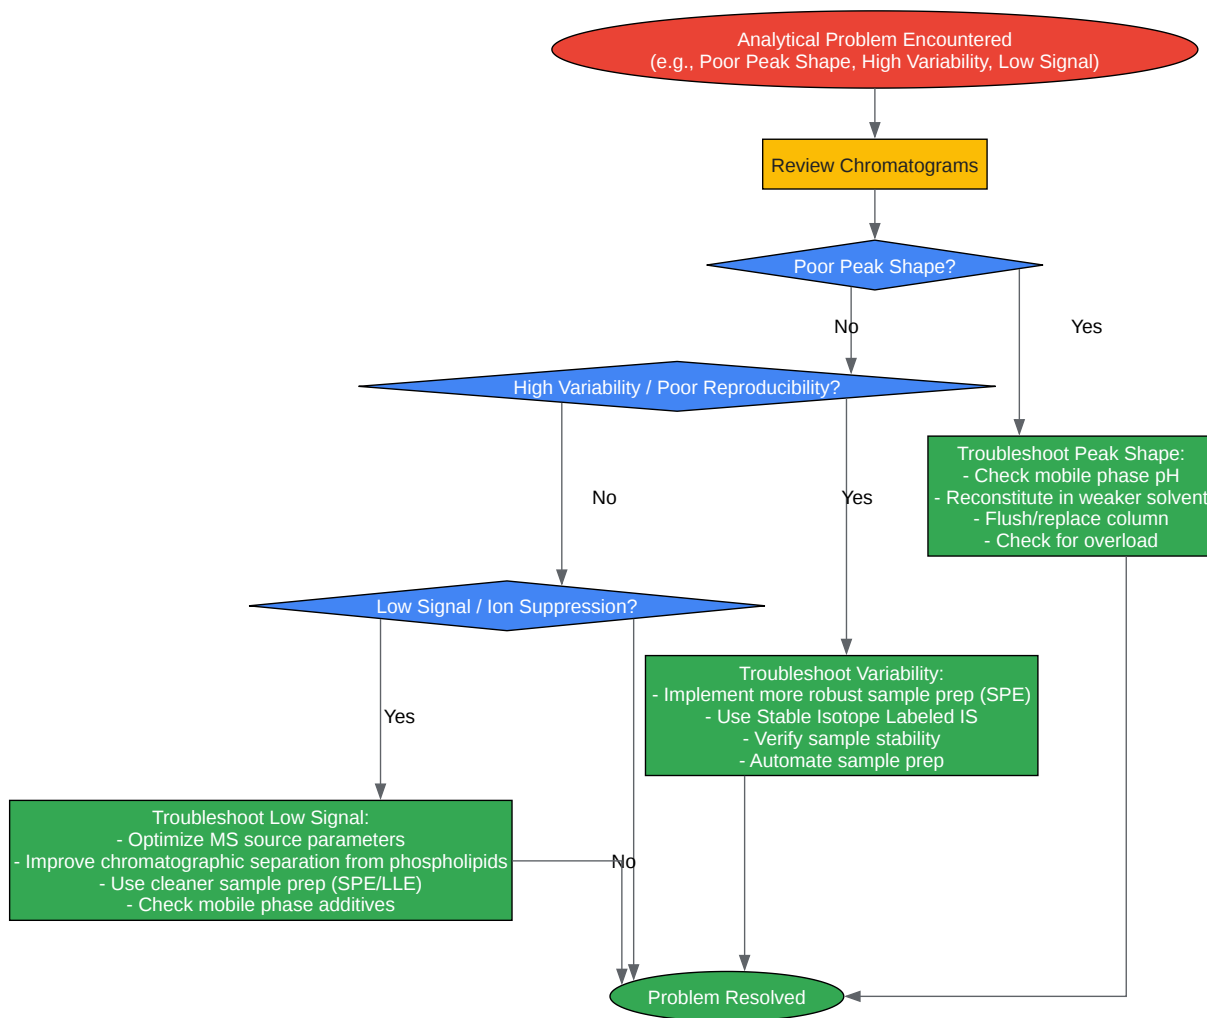 Analytical Problem Encountered
(e.g., Poor Peak Shape, High Variability, Low Signal)
Review Chromatograms
Poor Peak Shape?
No
Yes
High Variability / Poor Reproducibility?
Troubleshoot Peak Shape:
- Check mobile phase pH
- Reconstitute in weaker solvent
- Flush/replace column
- Check for overload
No
Yes
Low Signal / Ion Suppression?
Troubleshoot Variability:
- Implement more robust sample prep (SPE)
- Use Stable Isotope Labeled IS
- Verify sample stability
- Automate sample prep
Yes
Troubleshoot Low Signal:
- Optimize MS source parameters
- Improve chromatographic separation from phospholipids
- Use cleaner sample prep (SPE/LLE)
- Check mobile phase additives
No
Problem Resolved